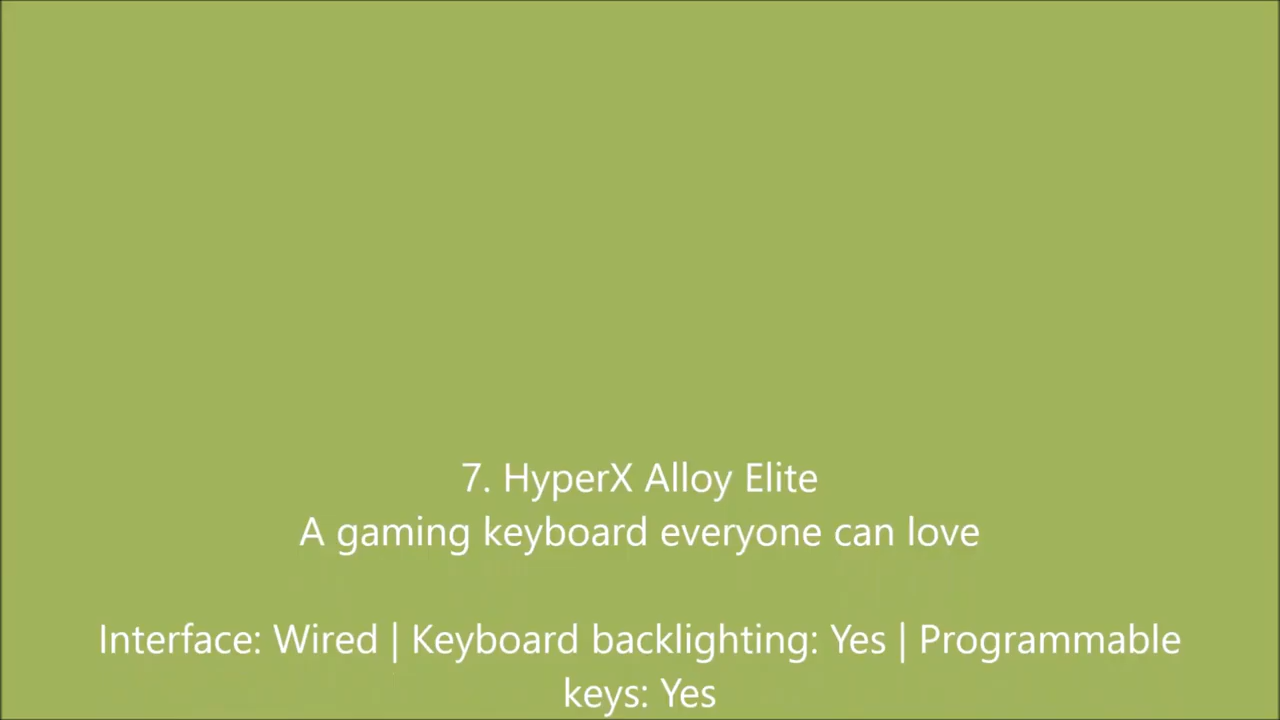 7. HyperX Alloy Elite
A gaming keyboard everyone can love
Interface: Wired | Keyboard backlighting: Yes | Programmable
keys: Yes